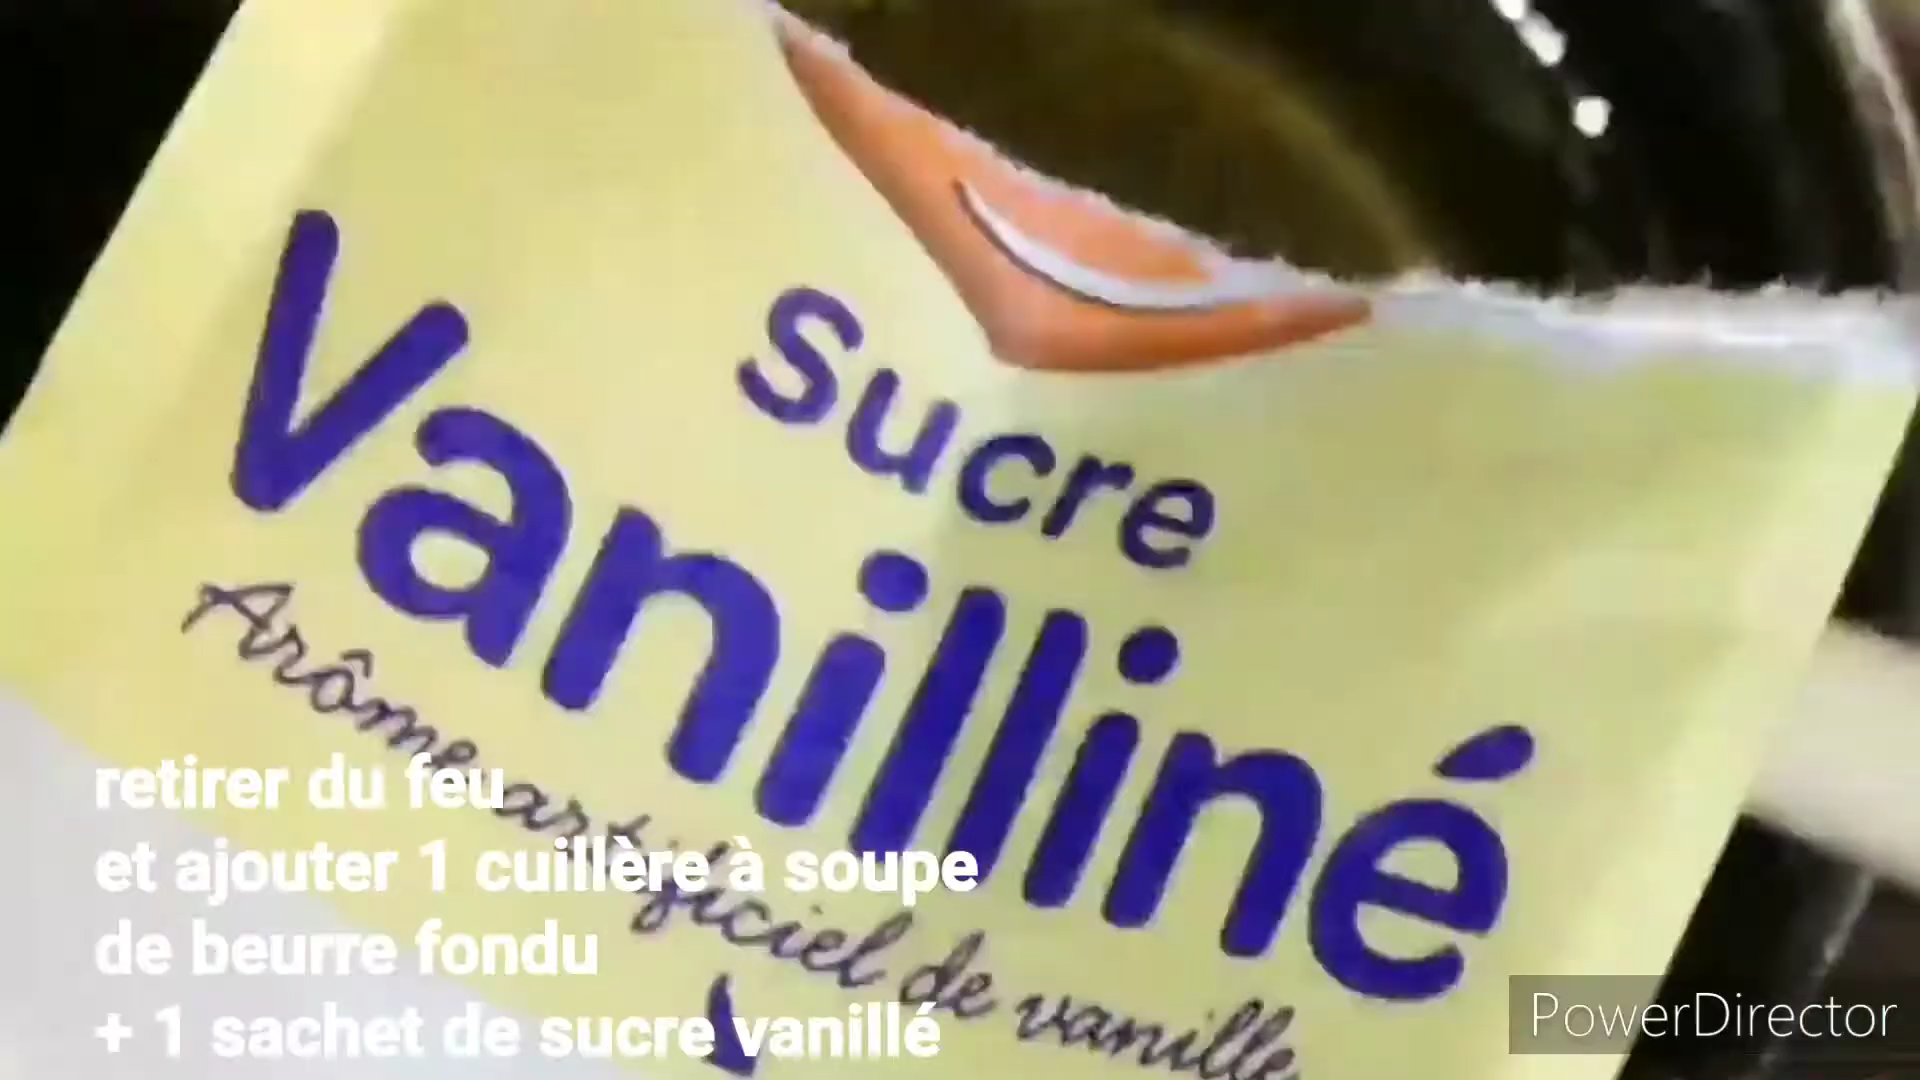 sucre
Vanilliné
Arôme artificiel de vanille
retirer du feu
et ajouter 1 cuillère à soupe
de beurre fondu
+ 1 sachet de sucre vanillé
PowerDirector